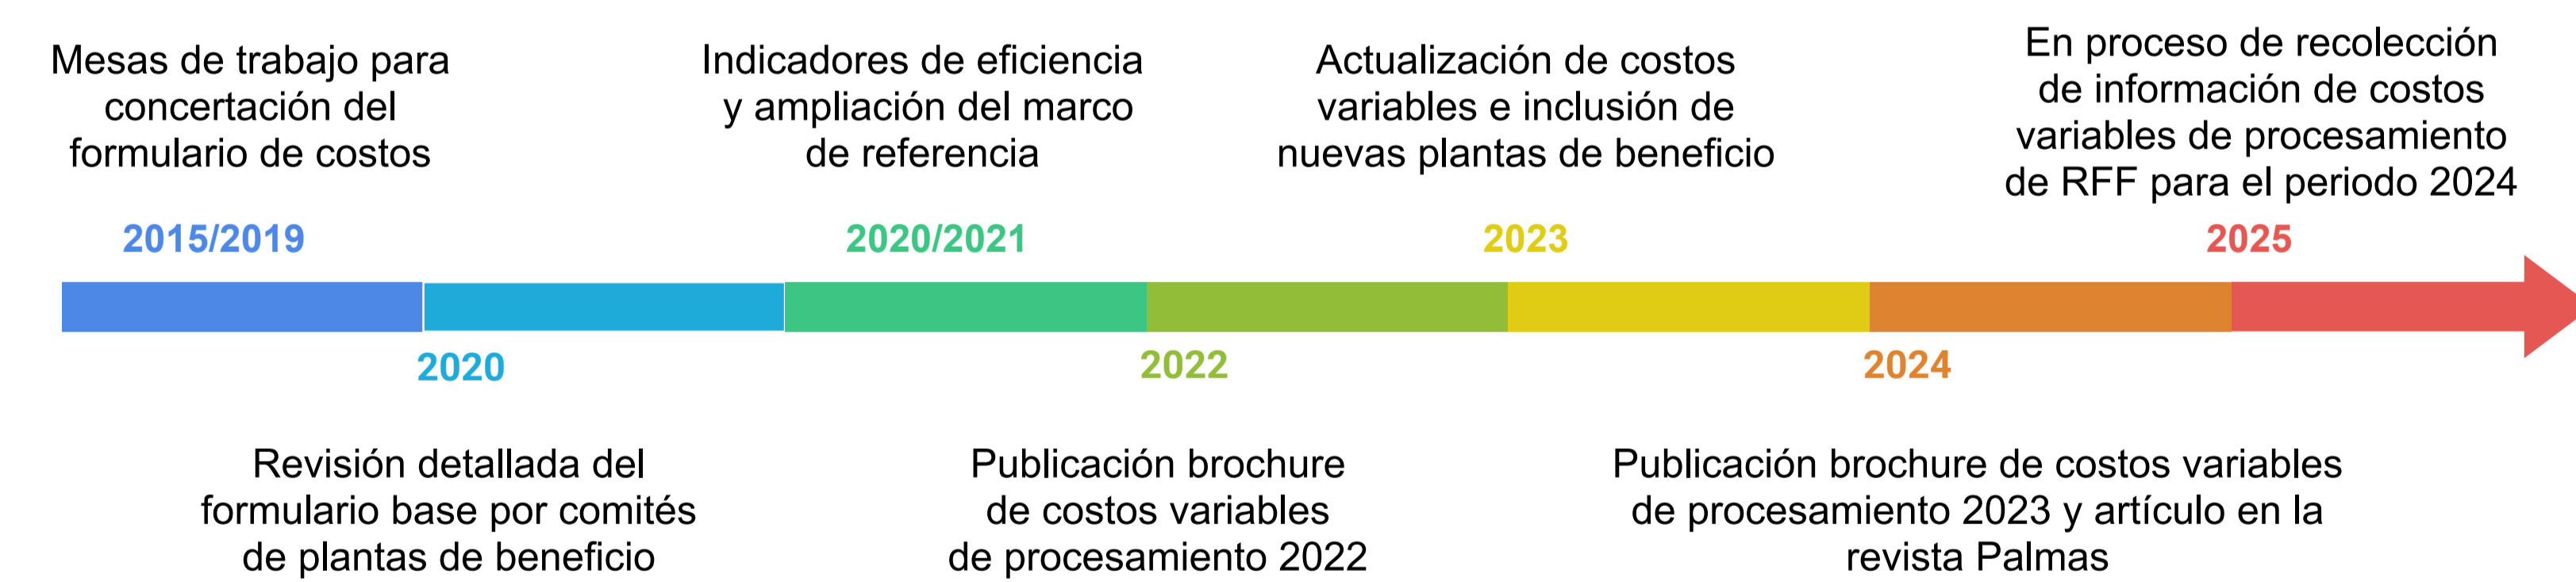 Mesas de trabajo para
concertación del
formulario de costos
2015/2019
Revisión detallada del
formulario base por comités
de plantas de beneficio
2020
Indicadores de eficiencia
y ampliación del marco
de referencia
2020/2021
Publicación brochure
de costos variables
de procesamiento 2022
2022
Actualización de costos
variables e inclusión de
nuevas plantas de beneficio
2023
Publicación brochure de costos variables
de procesamiento 2023 y artículo en la
revista Palmas
2024
En proceso de recolección
de información de costos
variables de procesamiento
de RFF para el periodo 2024
2025